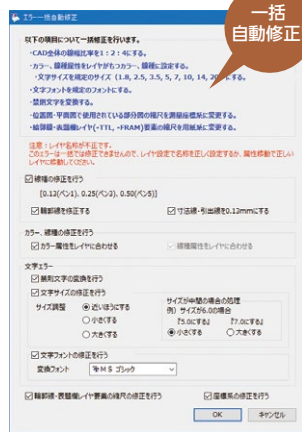 エラー一括自動修正
一括
自動修正
以下の項目について一括修正を行います。
・CAD全体の線種比率を1:2:4にする。
・カラー、線種属性をレイヤがもつカラー、線種に設定する。
・文字サイズを規定のサイズ (1.8, 2.5, 3.5, 5, 7, 10, 14, 20)にする。
・文字フォントを規定のフォントにする。
・禁則文字を変換する。
・位置図・平面図で使用されている部分図の縮尺を測量座標系に変更する。
・輪郭線・表題欄レイヤ(-TTL, -FRAM)要素の縮尺を用紙系に変更する。
注意:レイヤ名称が不正です。
このエラーは一括では修正できませんので、レイヤ設定で名称を正しく設定するか、属性移動で正しい
レイヤに移動してください。
線種の修正を行う
[0.13(ペン1), 0.25(ペン2), 0.50(ペン5)]
輪郭線を修正する
寸法線・引出線を0.13mmにする
カラー、線種の修正を行う
カラー属性をレイヤに合わせる
線種属性をレイヤに合わせる
文字エラー
禁則文字の変換を行う
文字サイズの修正を行う
サイズ調整
近いほうにする
小さくする
大きくする
サイズが中間の場合の処理
例) サイズが6.0の場合
『5.0にする』
『7.0にする』
小さくする
大きくする
文字フォントの修正を行う
変換フォント
MS ゴシック
輪郭線・表題欄レイヤ要素の縮尺の修正を行う
座標系の修正を行う
OK
キャンセル